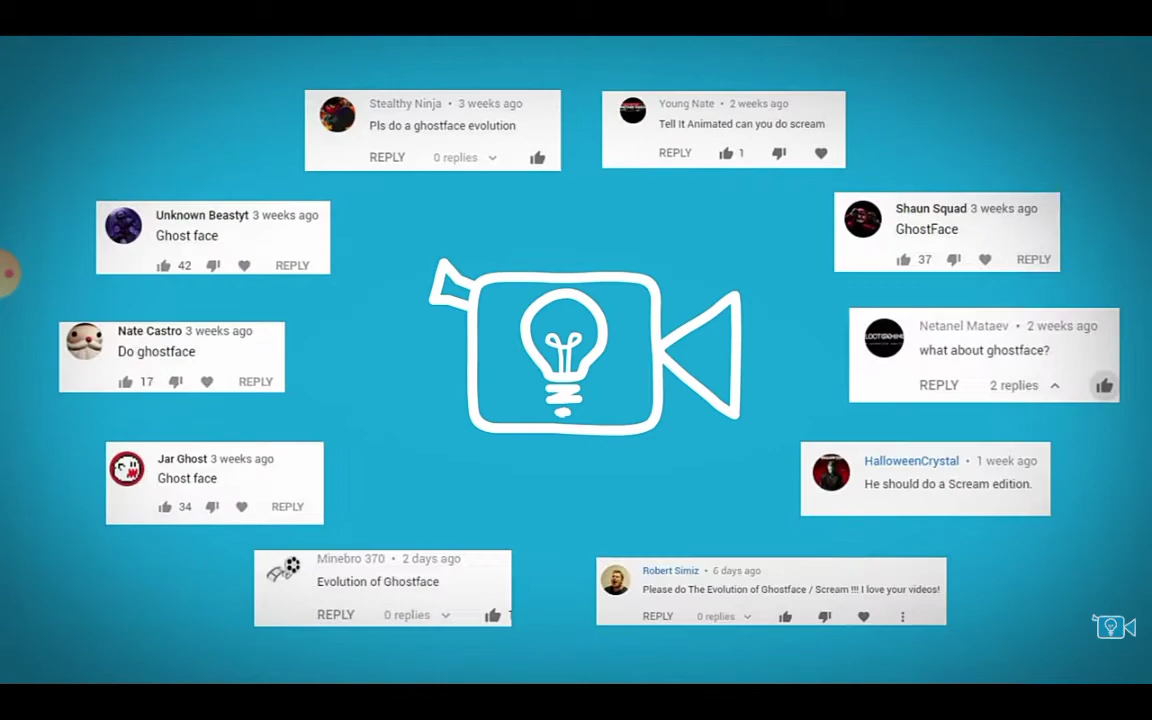 Stealthy Ninja • 3 weeks ago
Pls do a ghostface evolution
REPLY 0 replies
Young Nate • 2 weeks ago
Tell It Animated can you do scream
REPLY 1
Unknown Beastyt 3 weeks ago
Ghost face
42 REPLY
Shaun Squad 3 weeks ago
GhostFace
37 REPLY
Nate Castro 3 weeks ago
Do ghostface
17 REPLY
Netanel Mataev • 2 weeks ago
what about ghostface?
REPLY 2 replies
Jar Ghost 3 weeks ago
Ghost face
34 REPLY
HalloweenCrystal • 1 week ago
He should do a Scream edition.
Minebro 370 • 2 days ago
Evolution of Ghostface
REPLY 0 replies
Robert Simiz • 6 days ago
Please do The Evolution of Ghostface / Scream !!! I love your videos!
REPLY 0 replies